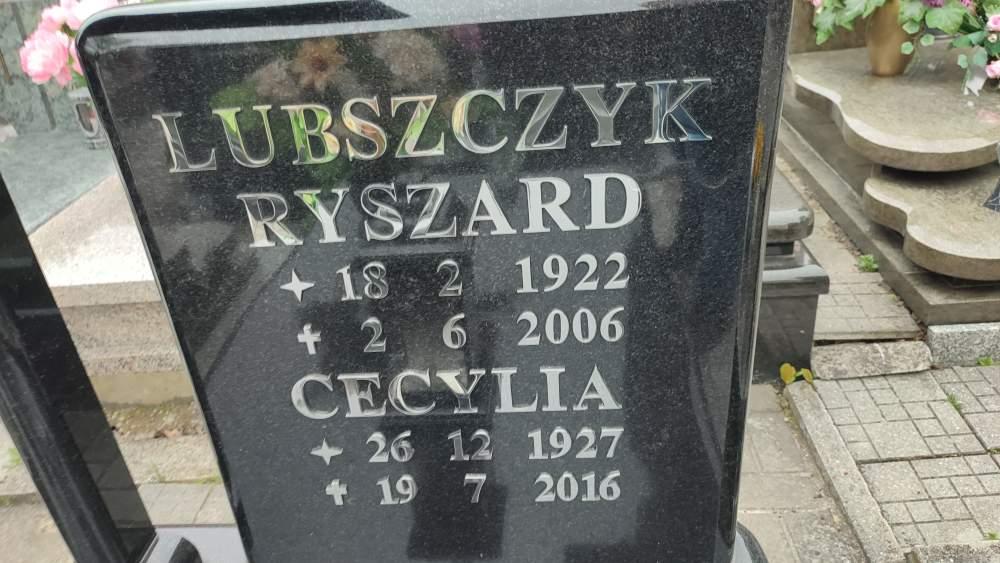 LUBSZCZYK
RYSZARD
18 2 1922
✝ 2 6 2006
CECYLIA
26 12 1927
✝ 19 7 2016